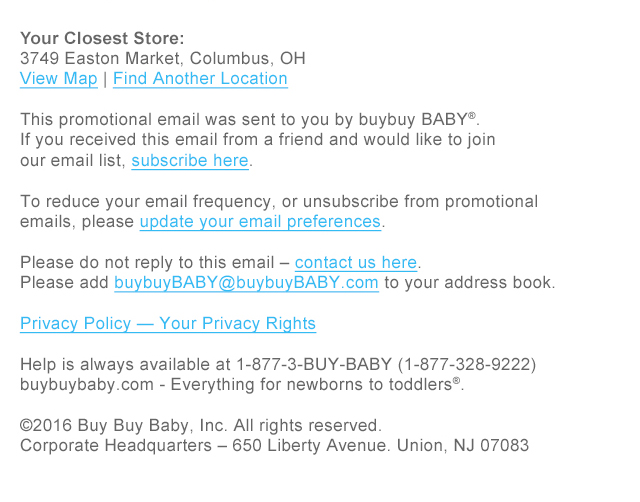 Your Closest Store:
3749 Easton Market, Columbus, OH
View Map | Find Another Location
This promotional email was sent to you by buybuy BABY®.
If you received this email from a friend and would like to join
our email list, subscribe here.
To reduce your email frequency, or unsubscribe from promotional
emails, please update your email preferences.
Please do not reply to this email – contact us here.
Please add buybuyBABY@buybuyBABY.com to your address book.
Privacy Policy — Your Privacy Rights
Help is always available at 1-877-3-BUY-BABY (1-877-328-9222)
buybuybaby.com - Everything for newborns to toddlers®.
©2016 Buy Buy Baby, Inc. All rights reserved.
Corporate Headquarters – 650 Liberty Avenue. Union, NJ 07083